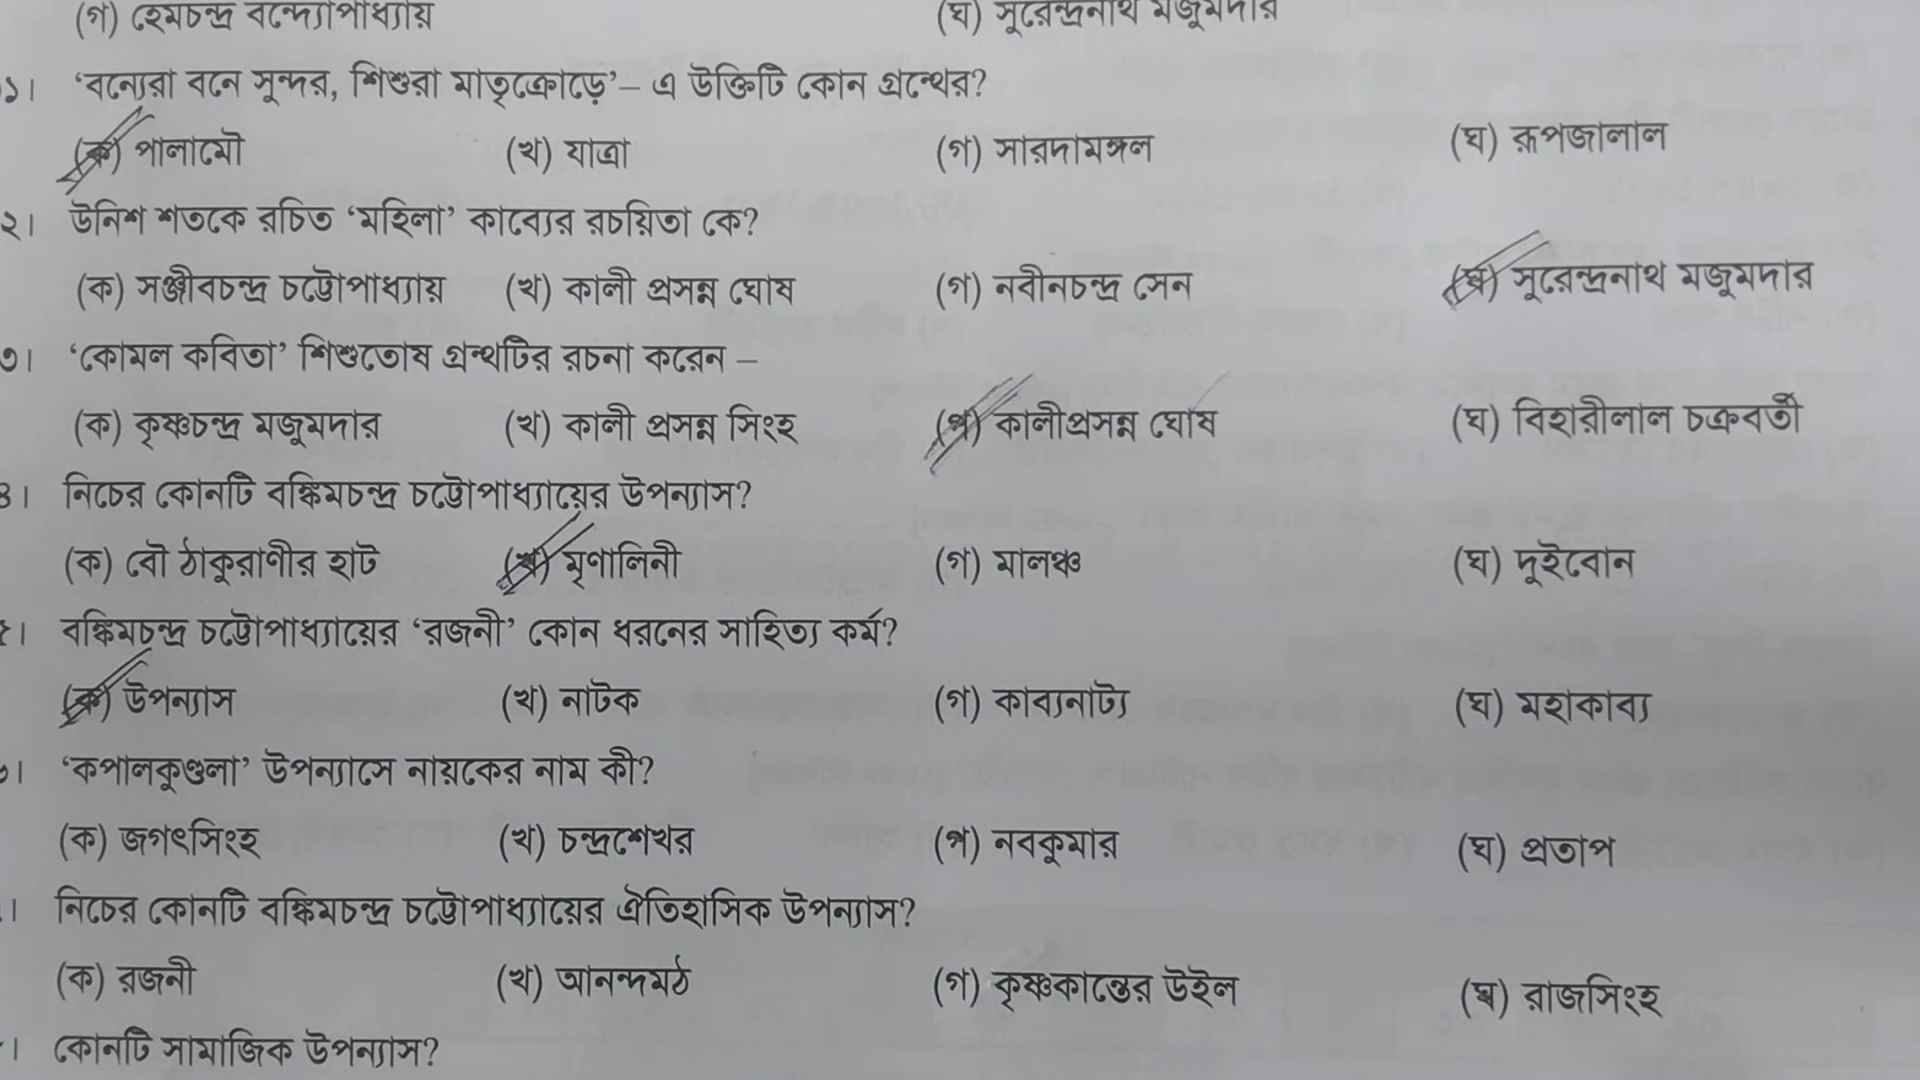 (গ) হেমচন্দ্র বন্দ্যোপাধ্যায় (ঘ) সুরেন্দ্রনাথ মজুমদার
১। ‘বন্যেরা বনে সুন্দর, শিশুরা মাতৃক্রোড়ে’– এ উক্তিটি কোন গ্রন্থের?
(ক) পালামৌ (খ) যাত্রা (গ) সারদামঙ্গল (ঘ) রূপজালাল
২। উনিশ শতকে রচিত ‘মহিলা’ কাব্যের রচয়িতা কে?
(ক) সঞ্জীবচন্দ্র চট্টোপাধ্যায় (খ) কালী প্রসন্ন ঘোষ (গ) নবীনচন্দ্র সেন (ঘ) সুরেন্দ্রনাথ মজুমদার
৩। ‘কোমল কবিতা’ শিশুতোষ গ্রন্থটির রচনা করেন –
(ক) কৃষ্ণচন্দ্র মজুমদার (খ) কালী প্রসন্ন সিংহ (গ) কালীপ্রসন্ন ঘোষ (ঘ) বিহারীলাল চক্রবর্তী
৪। নিচের কোনটি বঙ্কিমচন্দ্র চট্টোপাধ্যায়ের উপন্যাস?
(ক) বৌ ঠাকুরাণীর হাট (খ) মৃণালিনী (গ) মালঞ্চ (ঘ) দুইবোন
৫। বঙ্কিমচন্দ্র চট্টোপাধ্যায়ের ‘রজনী’ কোন ধরনের সাহিত্য কর্ম?
(ক) উপন্যাস (খ) নাটক (গ) কাব্যনাট্য (ঘ) মহাকাব্য
। ‘কপালকুণ্ডলা’ উপন্যাসে নায়কের নাম কী?
(ক) জগৎসিংহ (খ) চন্দ্রশেখর (গ) নবকুমার (ঘ) প্রতাপ
। নিচের কোনটি বঙ্কিমচন্দ্র চট্টোপাধ্যায়ের ঐতিহাসিক উপন্যাস?
(ক) রজনী (খ) আনন্দমঠ (গ) কৃষ্ণকান্তের উইল (ঘ) রাজসিংহ
। কোনটি সামাজিক উপন্যাস?